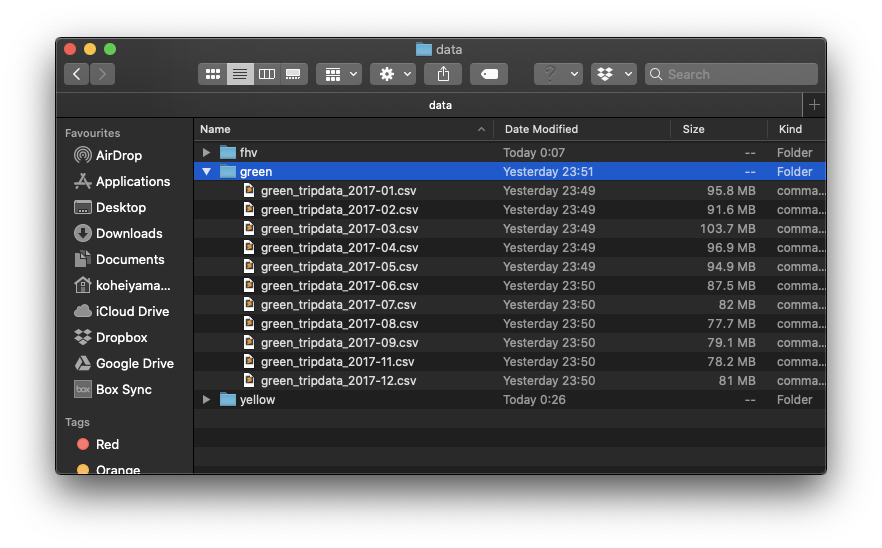 data
Search
data
Favourites
AirDrop
Applications
Desktop
Downloads
Documents
koheiyama...
iCloud Drive
Dropbox
Google Drive
box Box Sync
Tags
Red
Orange
Name Date Modified Size Kind
fhv Today 0:07 -- Folder
green Yesterday 23:51 -- Folder
green_tripdata_2017-01.csv Yesterday 23:49 95.8 MB comma...
green_tripdata_2017-02.csv Yesterday 23:49 91.6 MB comma...
green_tripdata_2017-03.csv Yesterday 23:49 103.7 MB comma...
green_tripdata_2017-04.csv Yesterday 23:49 96.9 MB comma...
green_tripdata_2017-05.csv Yesterday 23:49 94.9 MB comma...
green_tripdata_2017-06.csv Yesterday 23:50 87.5 MB comma...
green_tripdata_2017-07.csv Yesterday 23:50 82 MB comma...
green_tripdata_2017-08.csv Yesterday 23:50 77.7 MB comma...
green_tripdata_2017-09.csv Yesterday 23:50 79.1 MB comma...
green_tripdata_2017-11.csv Yesterday 23:50 78.2 MB comma...
green_tripdata_2017-12.csv Yesterday 23:50 81 MB comma...
yellow Today 0:26 -- Folder